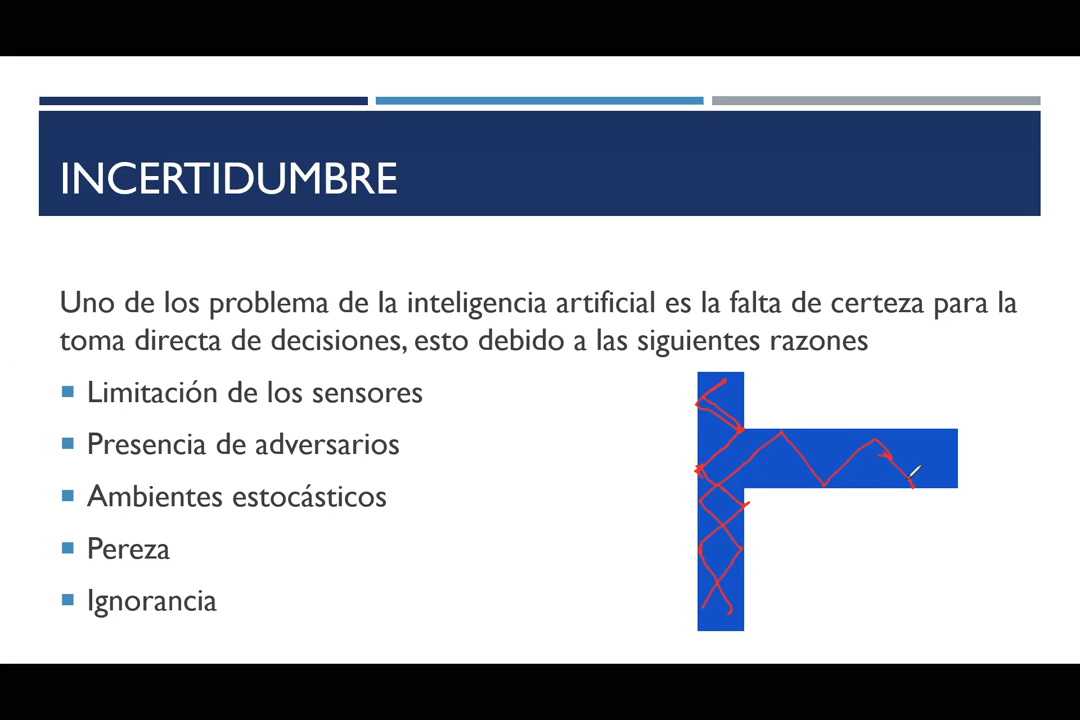 INCERTIDUMBRE
Uno de los problema de la inteligencia artificial es la falta de certeza para la
toma directa de decisiones, esto debido a las siguientes razones
Limitación de los sensores
Presencia de adversarios
Ambientes estocásticos
Pereza
Ignorancia